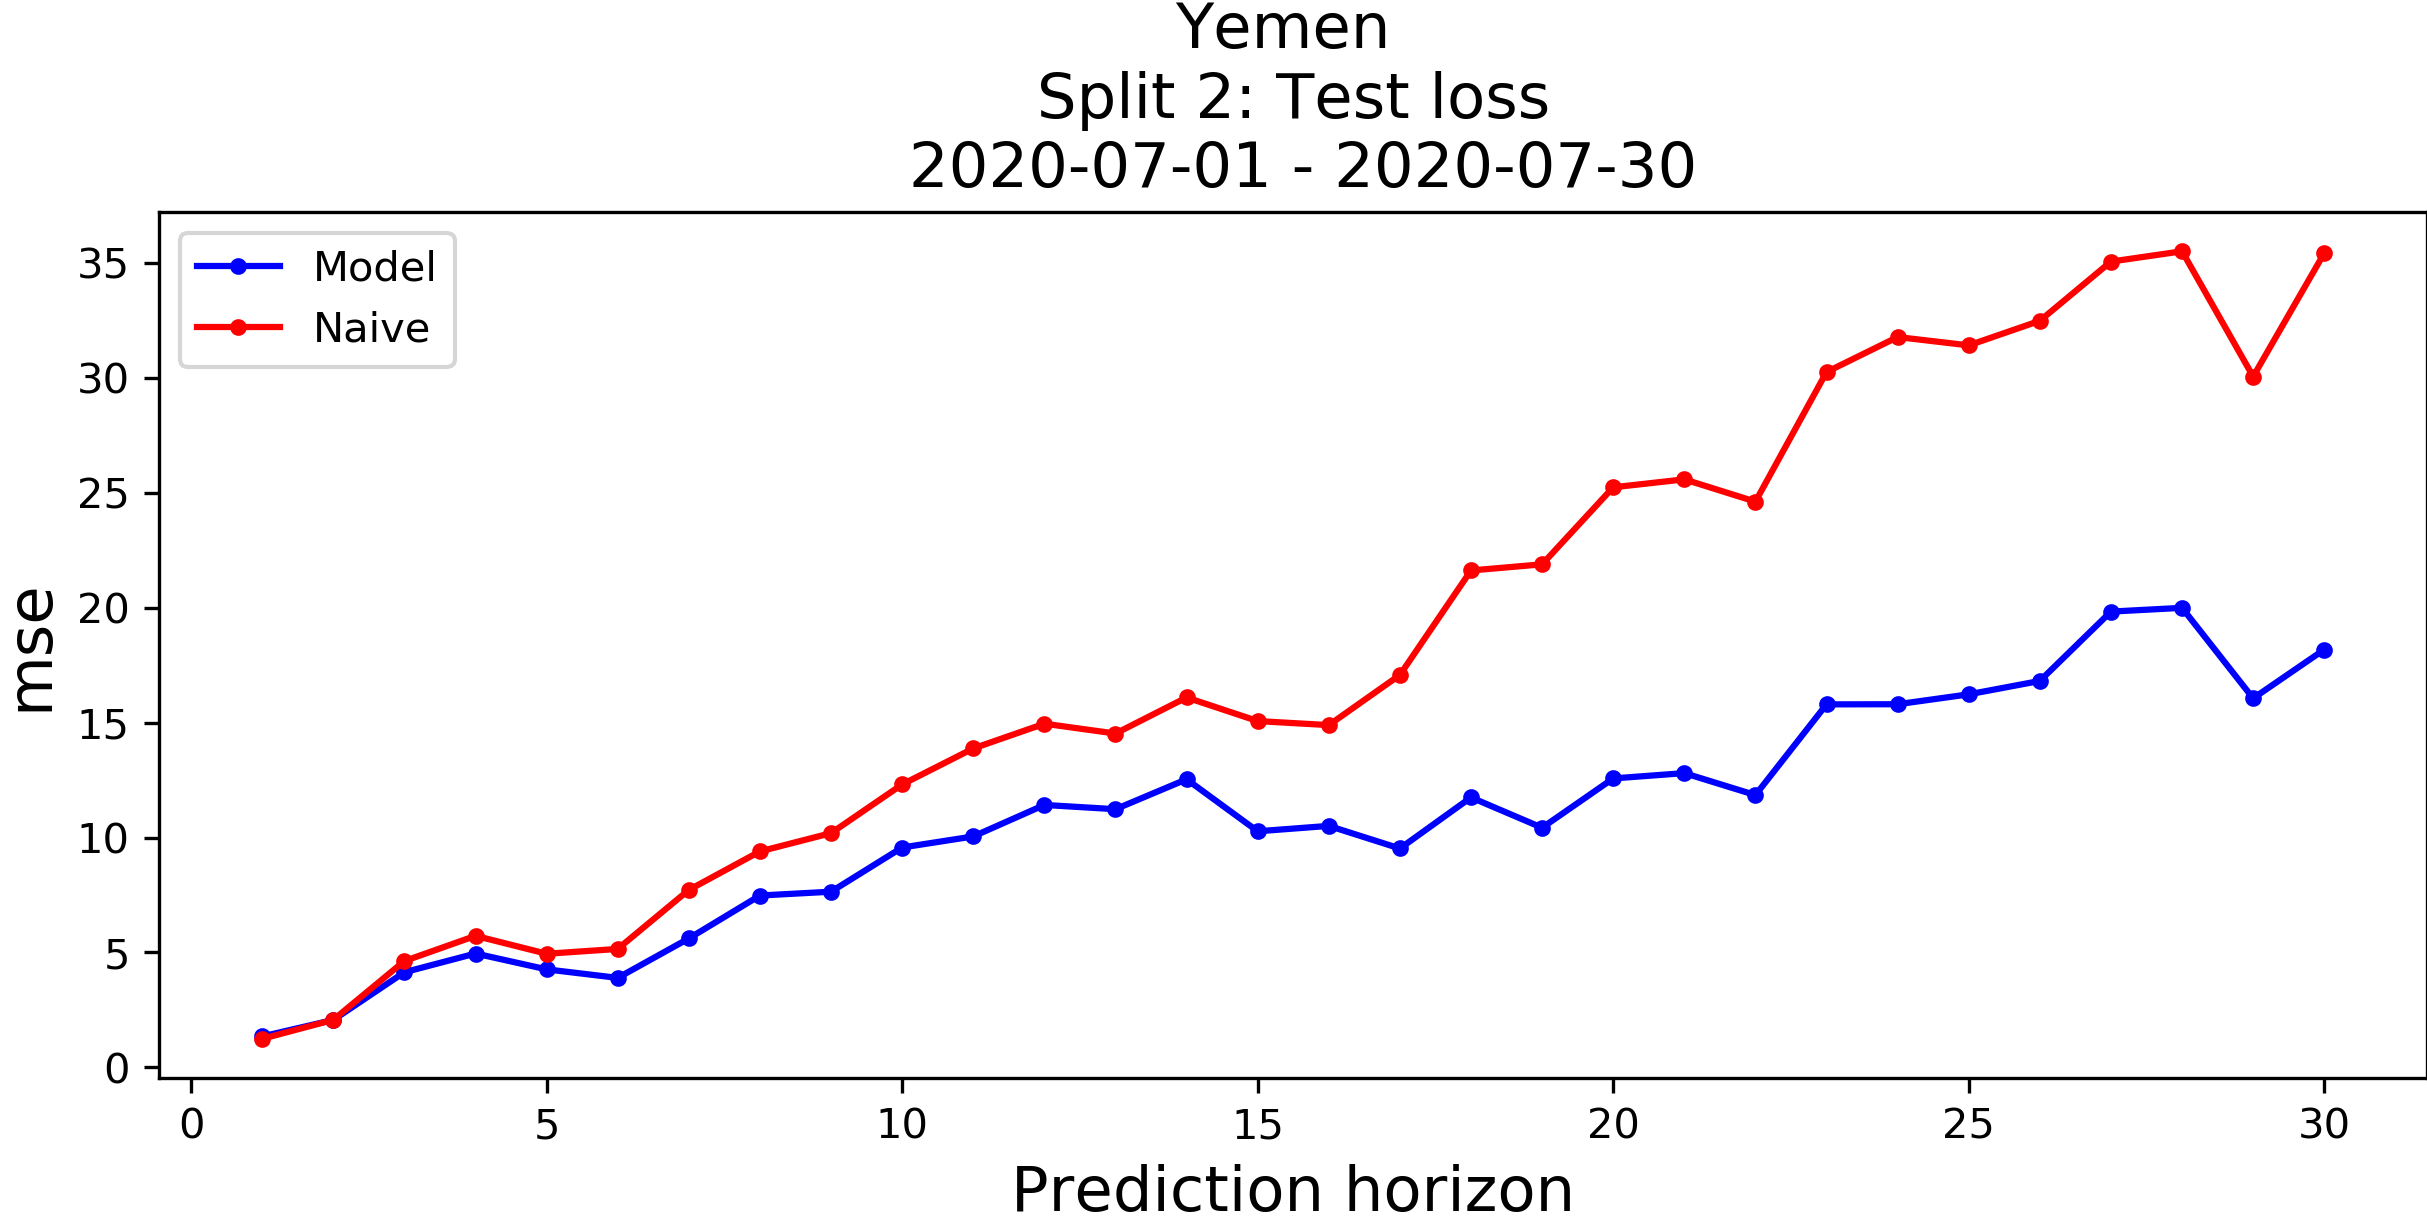 Yemen
Split 2: Test loss
2020-07-01 - 2020-07-30
Model
Naive
35
30
25
20
15
10
5
0
mse
0 5 10 15 20 25 30
Prediction horizon